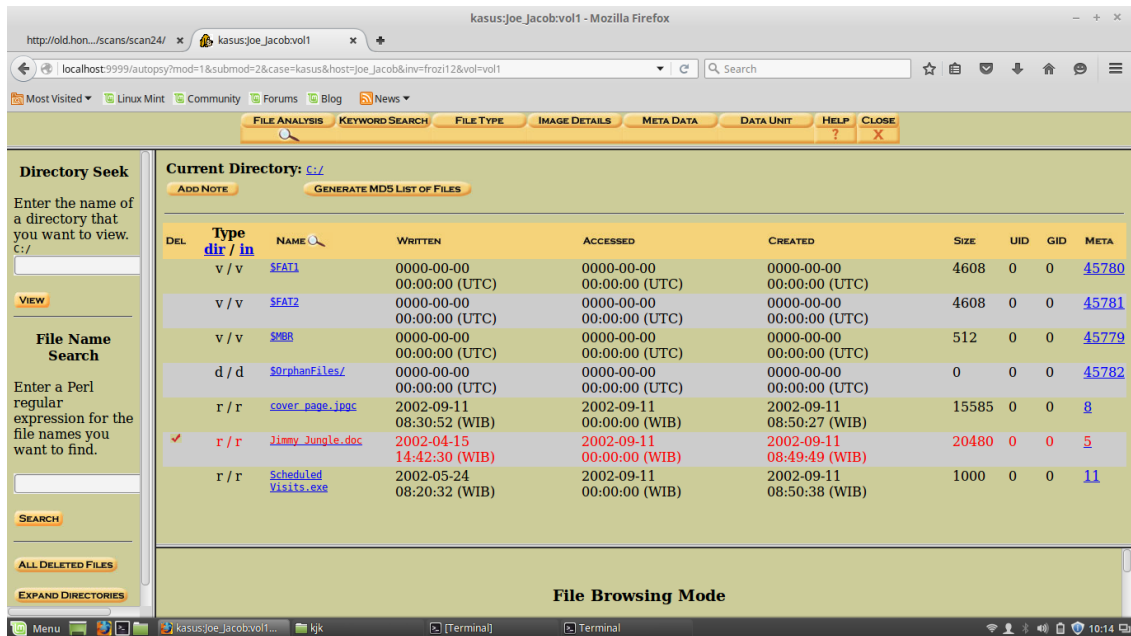 kasus:Joe_Jacob:vol1 - Mozilla Firefox
http://old.hon.../scans/scan24/ × kasus:Joe_Jacob:vol1 × +
localhost:9999/autopsy?mod=1&submod=2&case=kasus&host=Joe_Jacob&inv=frozi12&vol=vol1 Search
Most Visited Linux Mint Community Forums Blog News
FILE ANALYSIS KEYWORD SEARCH FILE TYPE IMAGE DETAILS META DATA DATA UNIT HELP CLOSE
? X
Directory Seek
Enter the name of
a directory that
you want to view.
C:/
VIEW
File Name
Search
Enter a Perl
regular
expression for the
file names you
want to find.
SEARCH
ALL DELETED FILES
EXPAND DIRECTORIES
Current Directory: C:/
ADD NOTE GENERATE MD5 LIST OF FILES
DEL Type NAME WRITTEN ACCESSED CREATED SIZE UID GID META
dir / in
v / v $FAT1 0000-00-00 0000-00-00 0000-00-00 4608 0 0 45780
00:00:00 (UTC) 00:00:00 (UTC) 00:00:00 (UTC)
v / v $FAT2 0000-00-00 0000-00-00 0000-00-00 4608 0 0 45781
00:00:00 (UTC) 00:00:00 (UTC) 00:00:00 (UTC)
v / v $MBR 0000-00-00 0000-00-00 0000-00-00 512 0 0 45779
00:00:00 (UTC) 00:00:00 (UTC) 00:00:00 (UTC)
d / d $OrphanFiles/ 0000-00-00 0000-00-00 0000-00-00 0 0 0 45782
00:00:00 (UTC) 00:00:00 (UTC) 00:00:00 (UTC)
r / r cover page.jpgc 2002-09-11 2002-09-11 2002-09-11 15585 0 0 8
08:30:52 (WIB) 00:00:00 (WIB) 08:50:27 (WIB)
r / r Jimmy Jungle.doc 2002-04-15 2002-09-11 2002-09-11 20480 0 0 5
14:42:30 (WIB) 00:00:00 (WIB) 08:49:49 (WIB)
r / r Scheduled 2002-05-24 2002-09-11 2002-09-11 1000 0 0 11
Visits.exe 08:20:32 (WIB) 00:00:00 (WIB) 08:50:38 (WIB)
File Browsing Mode
Menu kasus:Joe_Jacob:vol1... kjk [Terminal] Terminal 10:14